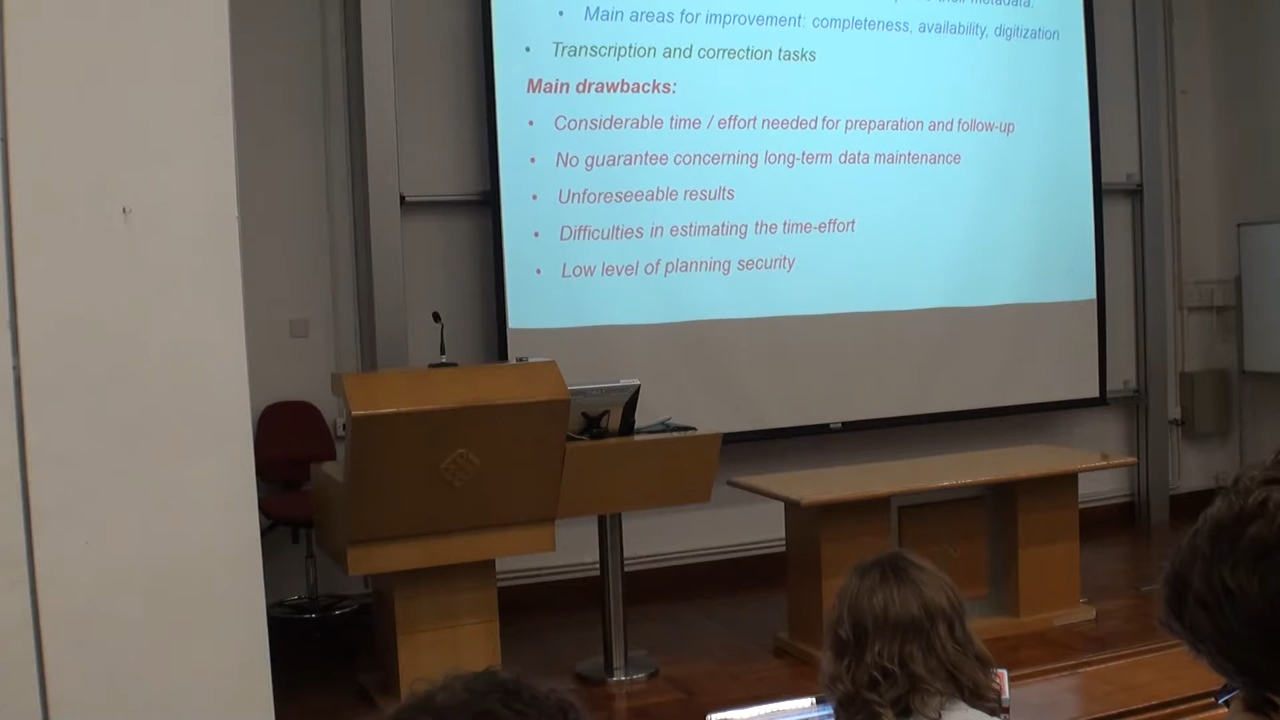 their metadata.
• Main areas for improvement: completeness, availability, digitization
• Transcription and correction tasks
Main drawbacks:
• Considerable time / effort needed for preparation and follow-up
• No guarantee concerning long-term data maintenance
• Unforeseeable results
• Difficulties in estimating the time-effort
• Low level of planning security